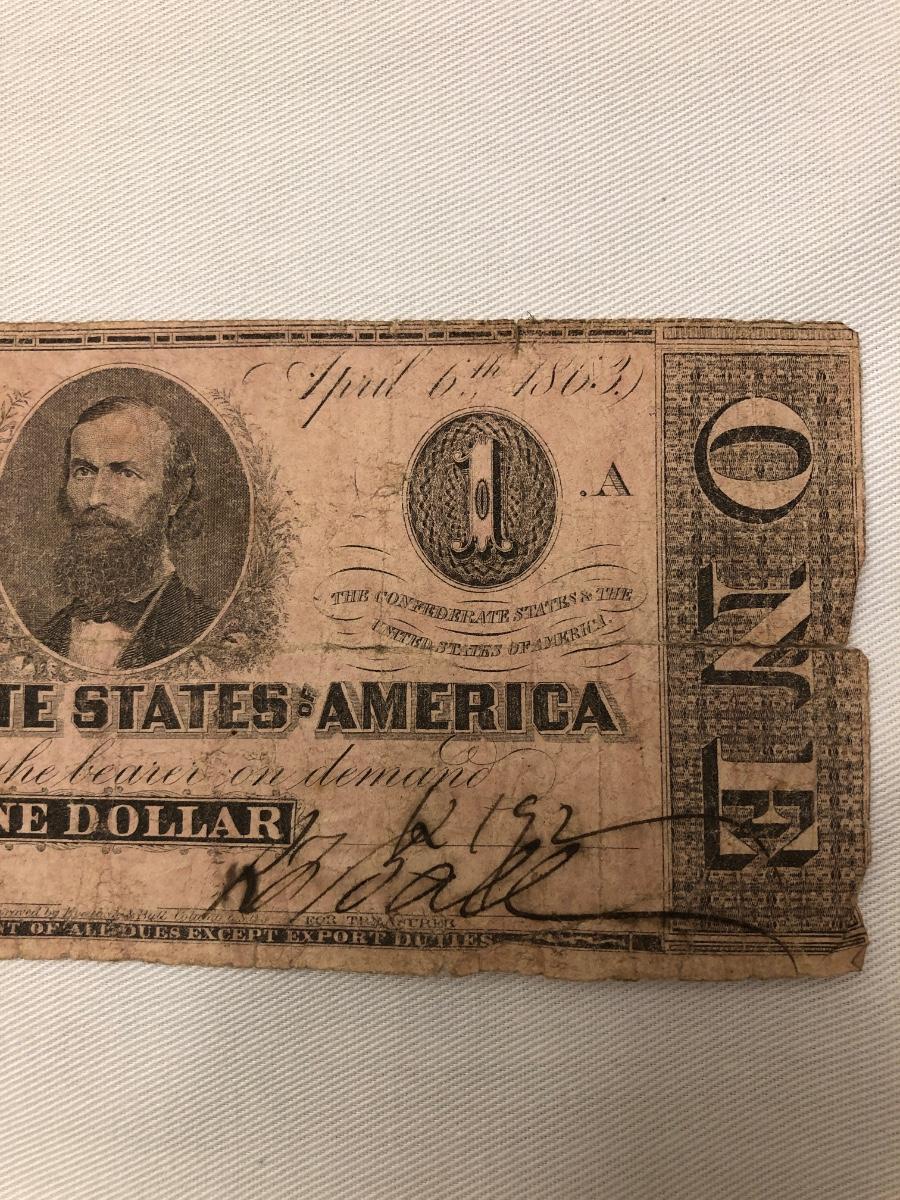 April 6th, 1863.
1
.A
THE CONFEDERATE STATES & THE
UNITED STATES OF AMERICA.
TE STATES OF AMERICA
the bearer on demand
NE DOLLAR
192
FOR TREASURER
NT OF ALL DUES EXCEPT EXPORT DUTIES
ONE